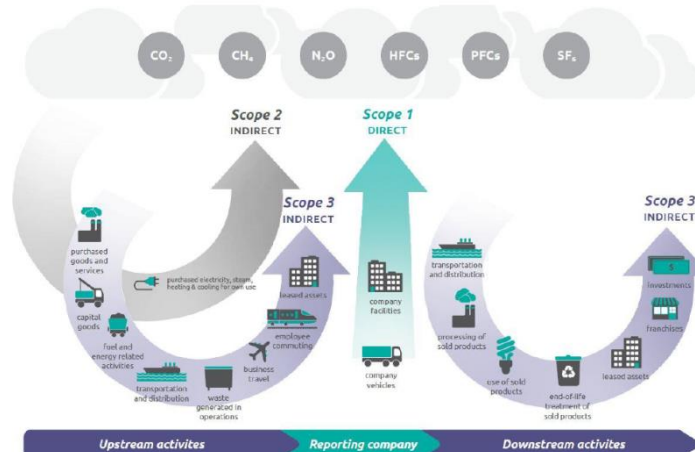 CO₂ CH₄ N₂O HFCs PFCs SF₆
Scope 2
INDIRECT
Scope 1
DIRECT
Scope 3
INDIRECT
Scope 3
INDIRECT
purchased
goods and
services
capital
goods
fuel and
energy related
activities
transportation
and distribution
waste
generated in
operations
business
travel
employee
commuting
leased assets
purchased electricity, steam,
heating & cooling for own use
company
facilities
company
vehicles
transportation
and distribution
processing of
sold products
use of sold
products
end-of-life
treatment of
sold products
leased assets
franchises
investments
$
Upstream activites
Reporting company
Downstream activites